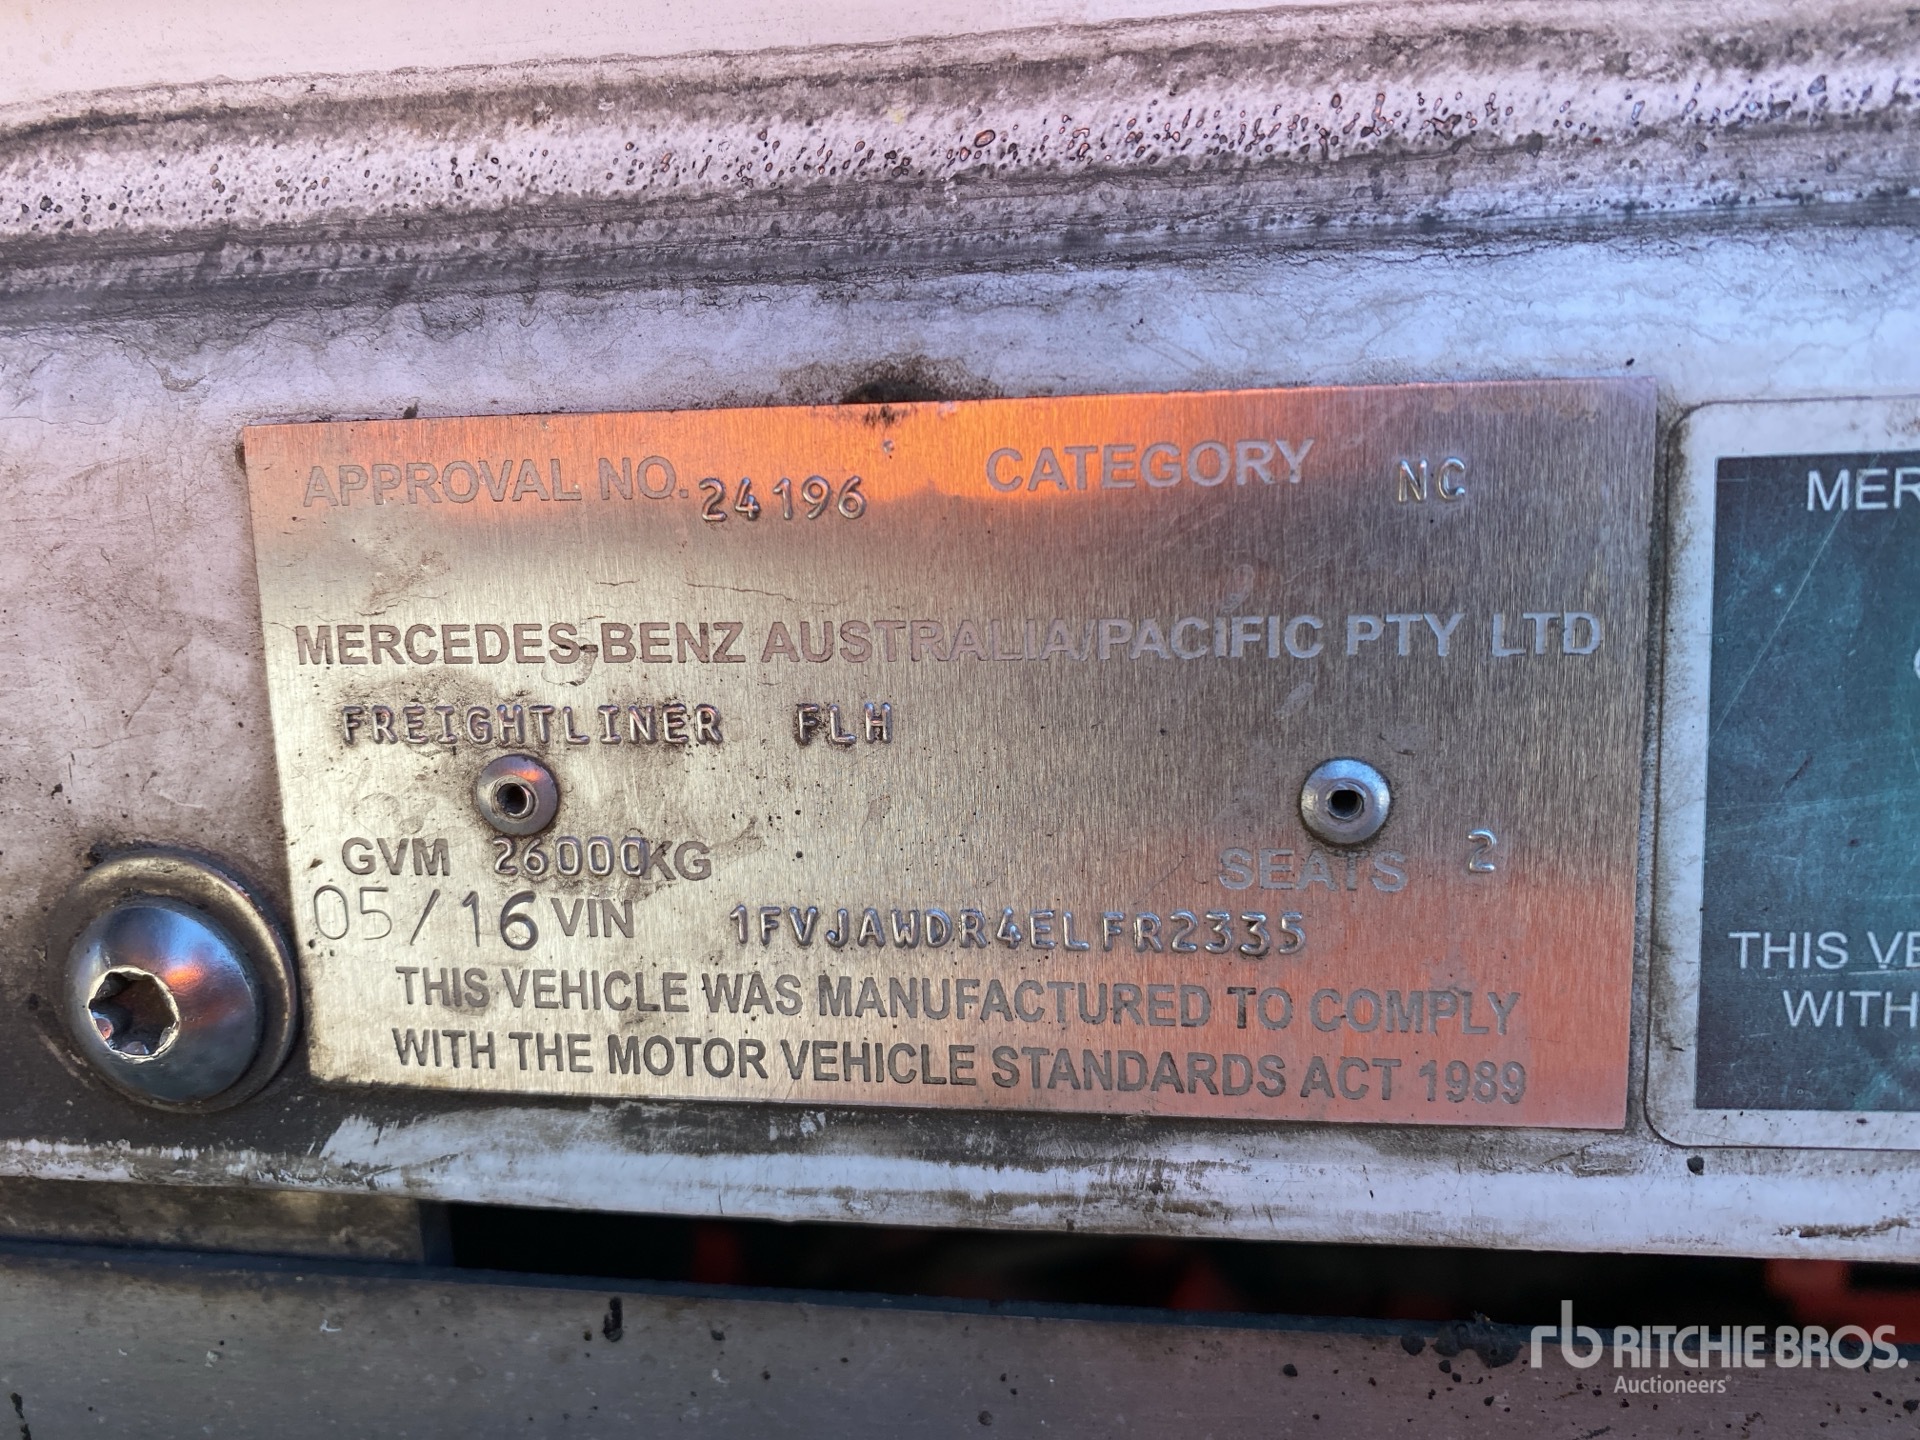 APPROVAL NO. 24196 CATEGORY NC
MERCEDES-BENZ AUSTRALIA/PACIFIC PTY LTD
FREIGHTLINER FLH
GVM 26000KG SEATS 2
05/16 VIN 1FVJAWDR4ELFR2335
THIS VEHICLE WAS MANUFACTURED TO COMPLY
WITH THE MOTOR VEHICLE STANDARDS ACT 1989
MER
THIS VE
WITH
rb RITCHIE BROS.
Auctioneers